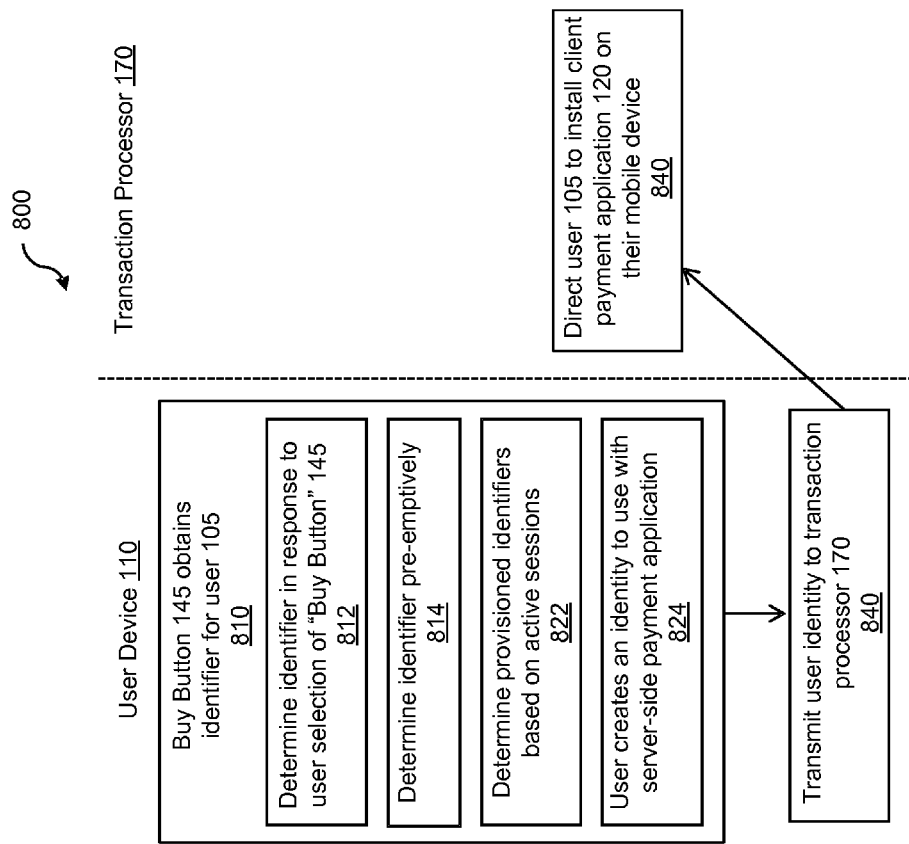 800
User Device 110
Transaction Processor 170
Buy Button 145 obtains
identifier for user 105
810
Determine identifier in response to
user selection of “Buy Button” 145
812
Determine identifier pre-emptively
814
Determine provisioned identifiers
based on active sessions
822
User creates an identity to use with
server-side payment application
824
Transmit user identity to transaction
processor 170
840
Direct user 105 to install client
payment application 120 on
their mobile device
840